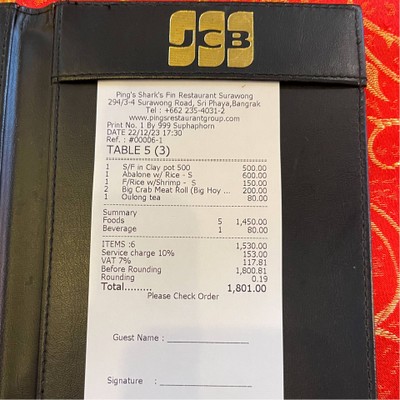 JCB
Ping's Shark's Fin Restaurant Surawong
294/3-4 Surawong Road, Sri Phaya,Bangrak
Tel : +662 235-4031-2
www.pingsrestaurantgroup.com
Print No. 1 By 999 Suphaphorn
DATE 22/12/23 17:30
Ref. : #00006-1
TABLE 5 (3)
1 S/F in Clay pot 500 500.00
1 Abalone w/ Rice - S 600.00
1 F/Rice w/Shrimp - S 150.00
2 Big Crab Meat Roll (Big Hoy ... 200.00
1 Oulong tea 80.00
Summary
Foods 5 1,450.00
Beverage 1 80.00
ITEMS :6 1,530.00
Service charge 10% 153.00
VAT 7% 117.81
Before Rounding 1,800.81
Rounding 0.19
Total......... 1,801.00
Please Check Order
Guest Name :
Signature :